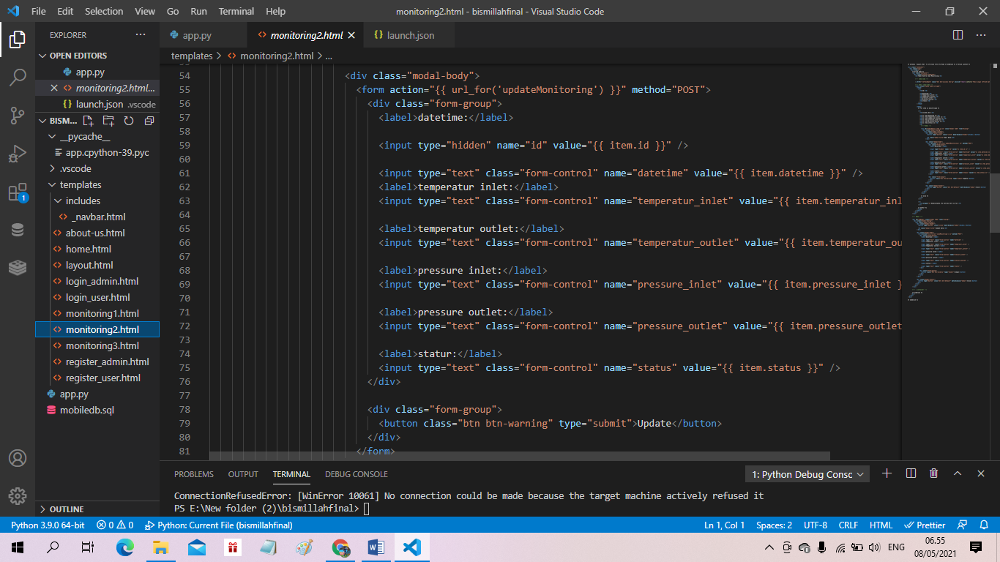 File Edit Selection View Go Run Terminal Help monitoring2.html - bismillahfinal - Visual Studio Code
EXPLORER ...
app.py monitoring2.html launch.json ...
OPEN EDITORS
app.py
monitoring2.html...
launch.json .vscode
BISM...
__pycache__
app.cpython-39.pyc
.vscode
templates
includes
_navbar.html
about-us.html
home.html
layout.html
login_admin.html
login_user.html
monitoring1.html
monitoring2.html
monitoring3.html
register_admin.html
register_user.html
app.py
mobiledb.sql
OUTLINE
1
templates > monitoring2.html > ...
54 <div class="modal-body">
55 <form action="{{ url_for('updateMonitoring') }}" method="POST">
56 <div class="form-group">
57 <label>datetime:</label>
58
59 <input type="hidden" name="id" value="{{ item.id }}" />
60
61 <input type="text" class="form-control" name="datetime" value="{{ item.datetime }}" />
62 <label>temperatur inlet:</label>
63 <input type="text" class="form-control" name="temperatur_inlet" value="{{ item.temperatur_inl
64
65 <label>temperatur outlet:</label>
66 <input type="text" class="form-control" name="temperatur_outlet" value="{{ item.temperatur_ou
67
68 <label>pressure inlet:</label>
69 <input type="text" class="form-control" name="pressure_inlet" value="{{ item.pressure_inlet }
70
71 <label>pressure outlet:</label>
72 <input type="text" class="form-control" name="pressure_outlet" value="{{ item.pressure_outlet
73
74 <label>statur:</label>
75 <input type="text" class="form-control" name="status" value="{{ item.status }}" />
76 </div>
77
78 <div class="form-group">
79 <button class="btn btn-warning" type="submit">Update</button>
80 </div>
81 </form>
PROBLEMS OUTPUT TERMINAL DEBUG CONSOLE 1: Python Debug Consc
ConnectionRefusedError: [WinError 10061] No connection could be made because the target machine actively refused it
PS E:\New folder (2)\bismillahfinal>
Python 3.9.0 64-bit 0 0 Python: Current File (bismillahfinal) Ln 1, Col 1 Spaces: 2 UTF-8 CRLF HTML Prettier
ENG 06.55
08/05/2021